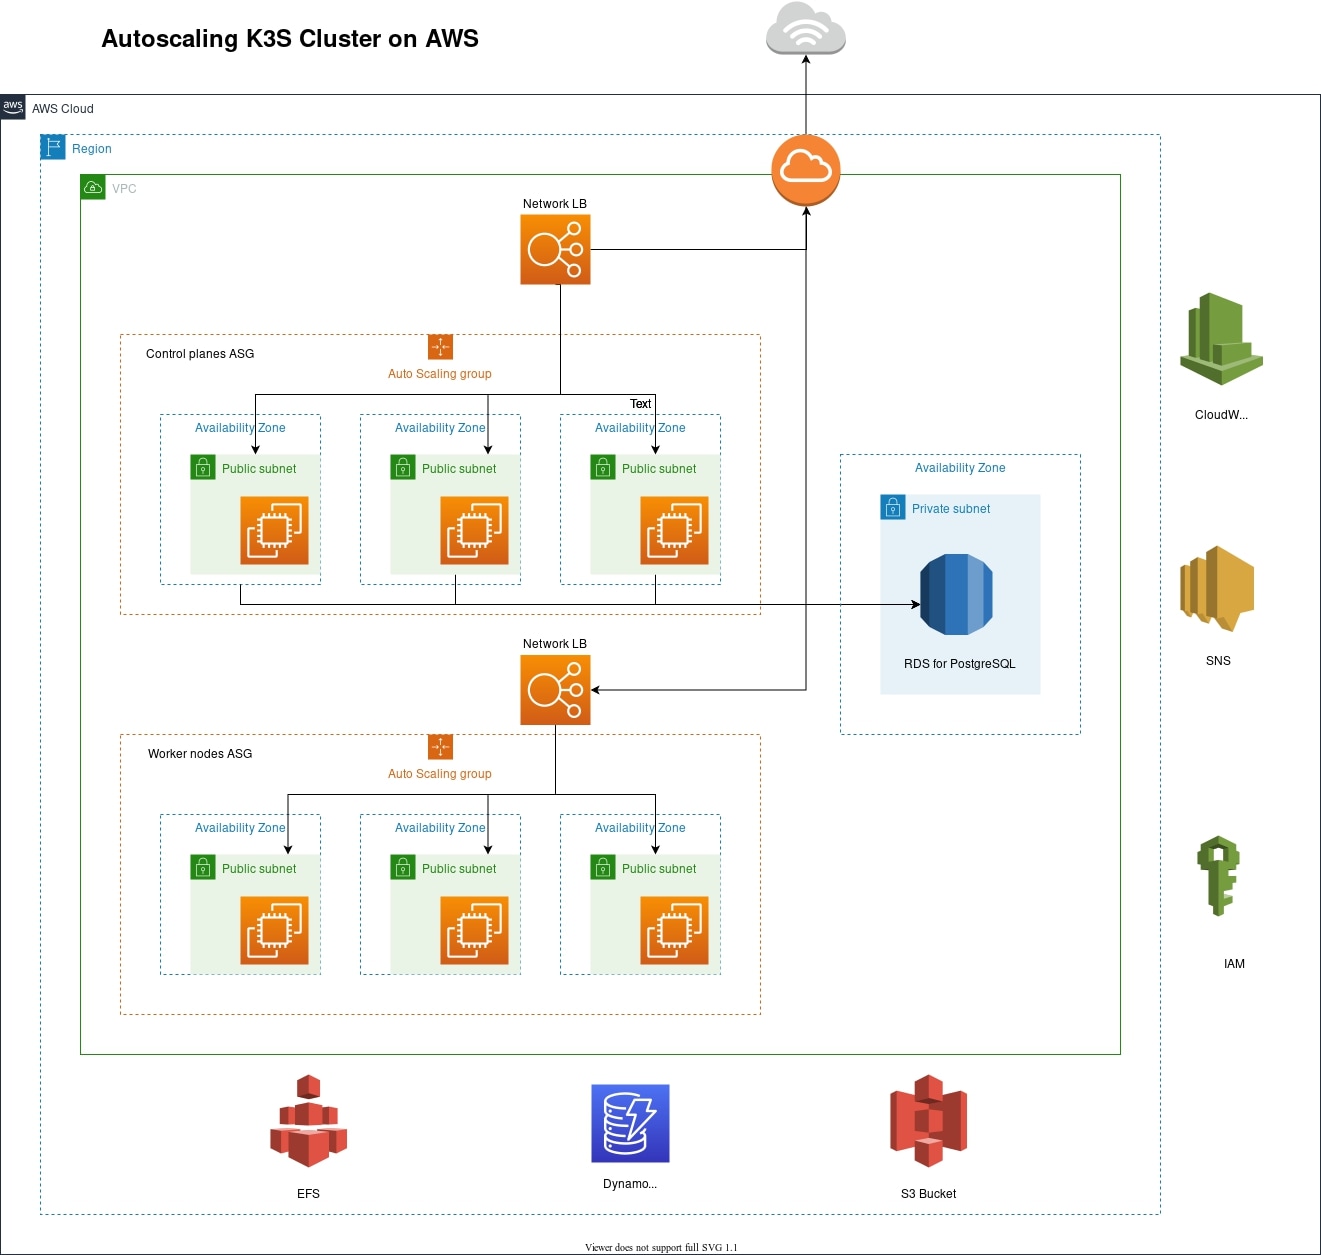 Autoscaling K3S Cluster on AWS
aws
AWS Cloud
Region
VPC
Network LB
Control planes ASG
Auto Scaling group
Text
Availability Zone
Availability Zone
Availability Zone
Public subnet
Public subnet
Public subnet
Availability Zone
Private subnet
RDS for PostgreSQL
Network LB
Worker nodes ASG
Auto Scaling group
Availability Zone
Availability Zone
Availability Zone
Public subnet
Public subnet
Public subnet
CloudW...
SNS
IAM
EFS
Dynamo...
S3 Bucket
Viewer does not support full SVG 1.1